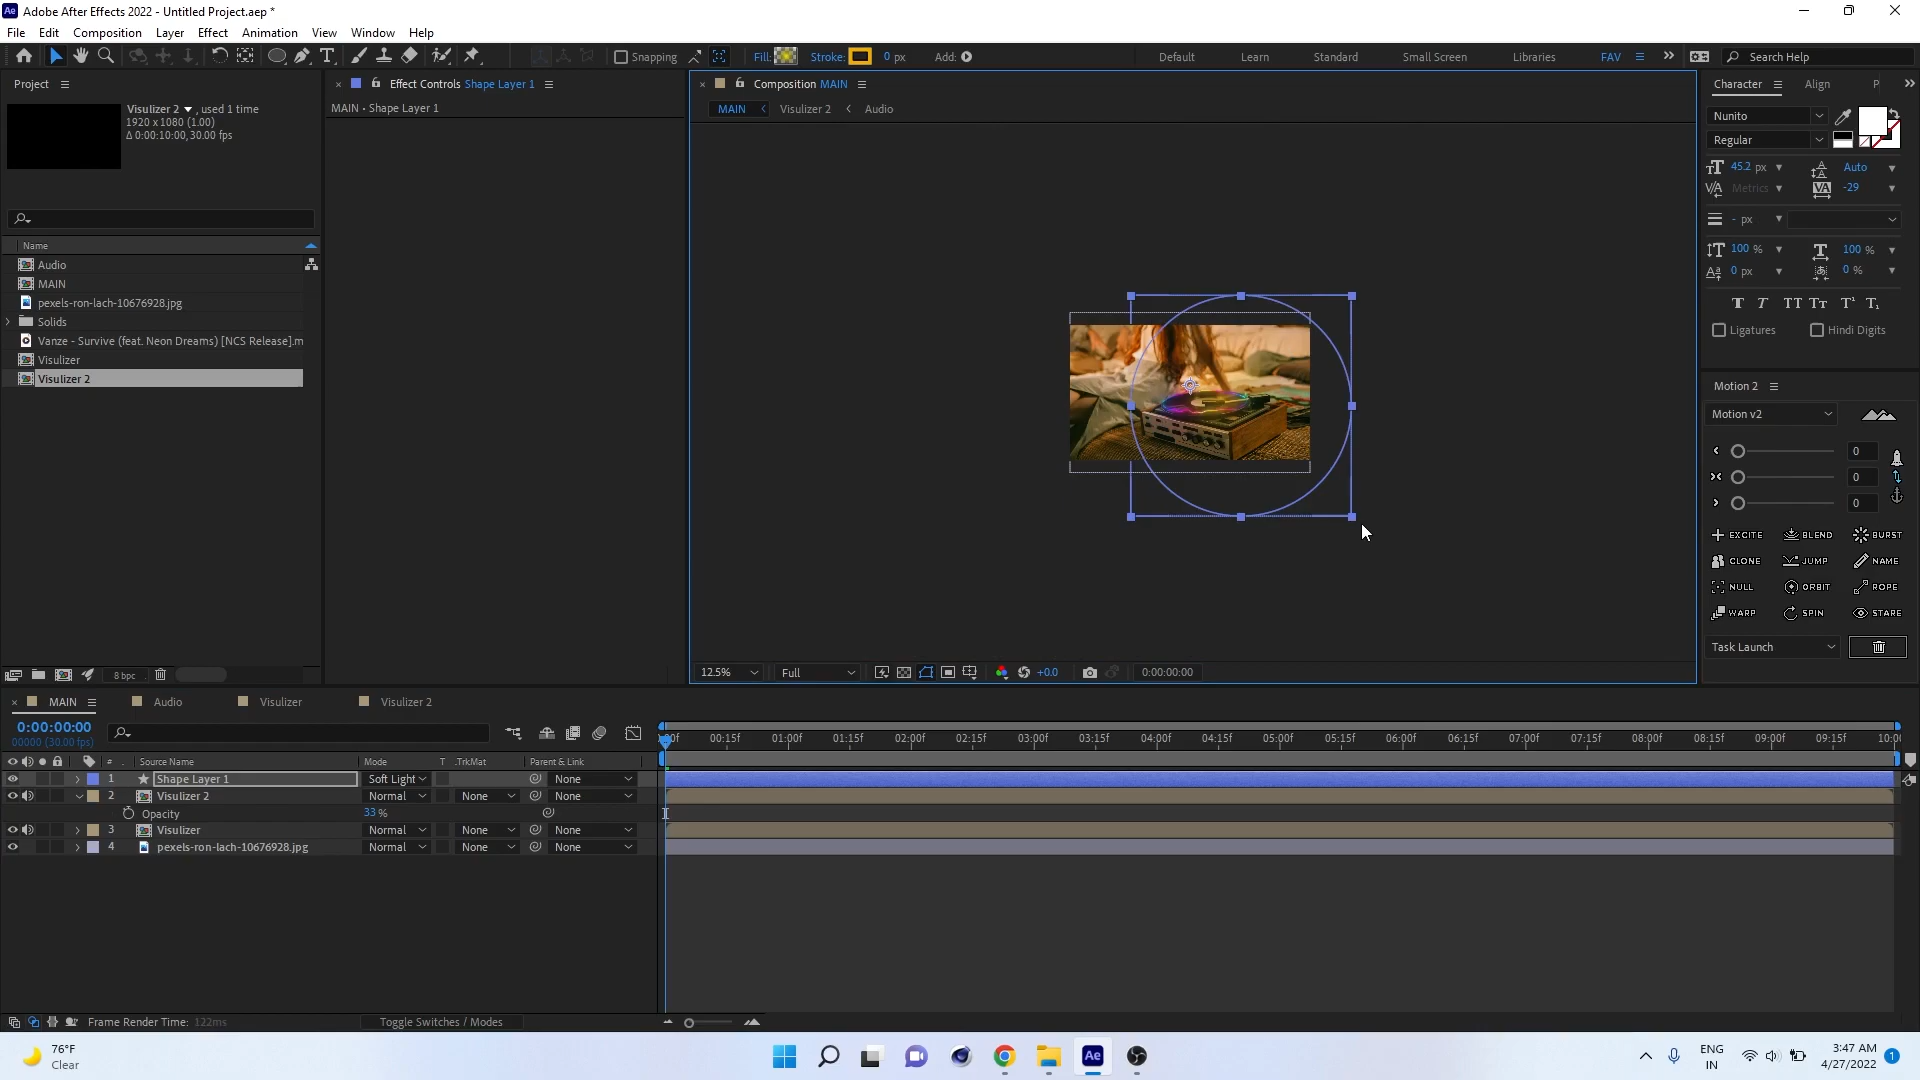 Adobe After Effects 2022 - Untitled Project.aep *
File Edit Composition Layer Effect Animation View Window Help
Snapping Fill: Stroke: 0 px Add: Default Learn Standard Small Screen Libraries FAV Search Help
Project
Visulizer 2 , used 1 time
1920 x 1080 (1.00)
Δ 0:00:10:00, 30.00 fps
Name
Audio
MAIN
pexels-ron-lach-10676928.jpg
Solids
Vanze - Survive (feat. Neon Dreams) [NCS Release].m
Visulizer
Visulizer 2
8 bpc
Effect Controls Shape Layer 1
MAIN • Shape Layer 1
Composition MAIN
MAIN Visulizer 2 Audio
12.5% Full +0.0 0:00:00:00
Character Align P
Nunito
Regular
45.2 px Auto
Metrics -29
- px
100 % 100 %
0 px 0 %
T T TT Tt T¹ T₁
Ligatures Hindi Digits
Motion 2
Motion v2
0
0
0
EXCITE BLEND BURST
CLONE JUMP NAME
NULL ORBIT ROPE
WARP SPIN STARE
Task Launch
MAIN Audio Visulizer Visulizer 2
0:00:00:00
00000 (30.00 fps)
00f 00:15f 01:00f 01:15f 02:00f 02:15f 03:00f 03:15f 04:00f 04:15f 05:00f 05:15f 06:00f 06:15f 07:00f 07:15f 08:00f 08:15f 09:00f 09:15f 10:0
# Source Name Mode T .TrkMat Parent & Link
1 Shape Layer 1 Soft Light None
2 Visulizer 2 Normal None None
Opacity 33 %
3 Visulizer Normal None None
4 pexels-ron-lach-10676928.jpg Normal None None
Frame Render Time: 122ms Toggle Switches / Modes
76°F
Clear
Ae
ENG
IN
3:47 AM
4/27/2022
1